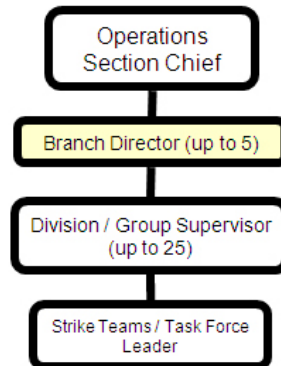 Operations
Section Chief
Branch Director (up to 5)
Division / Group Supervisor
(up to 25)
Strike Teams / Task Force
Leader